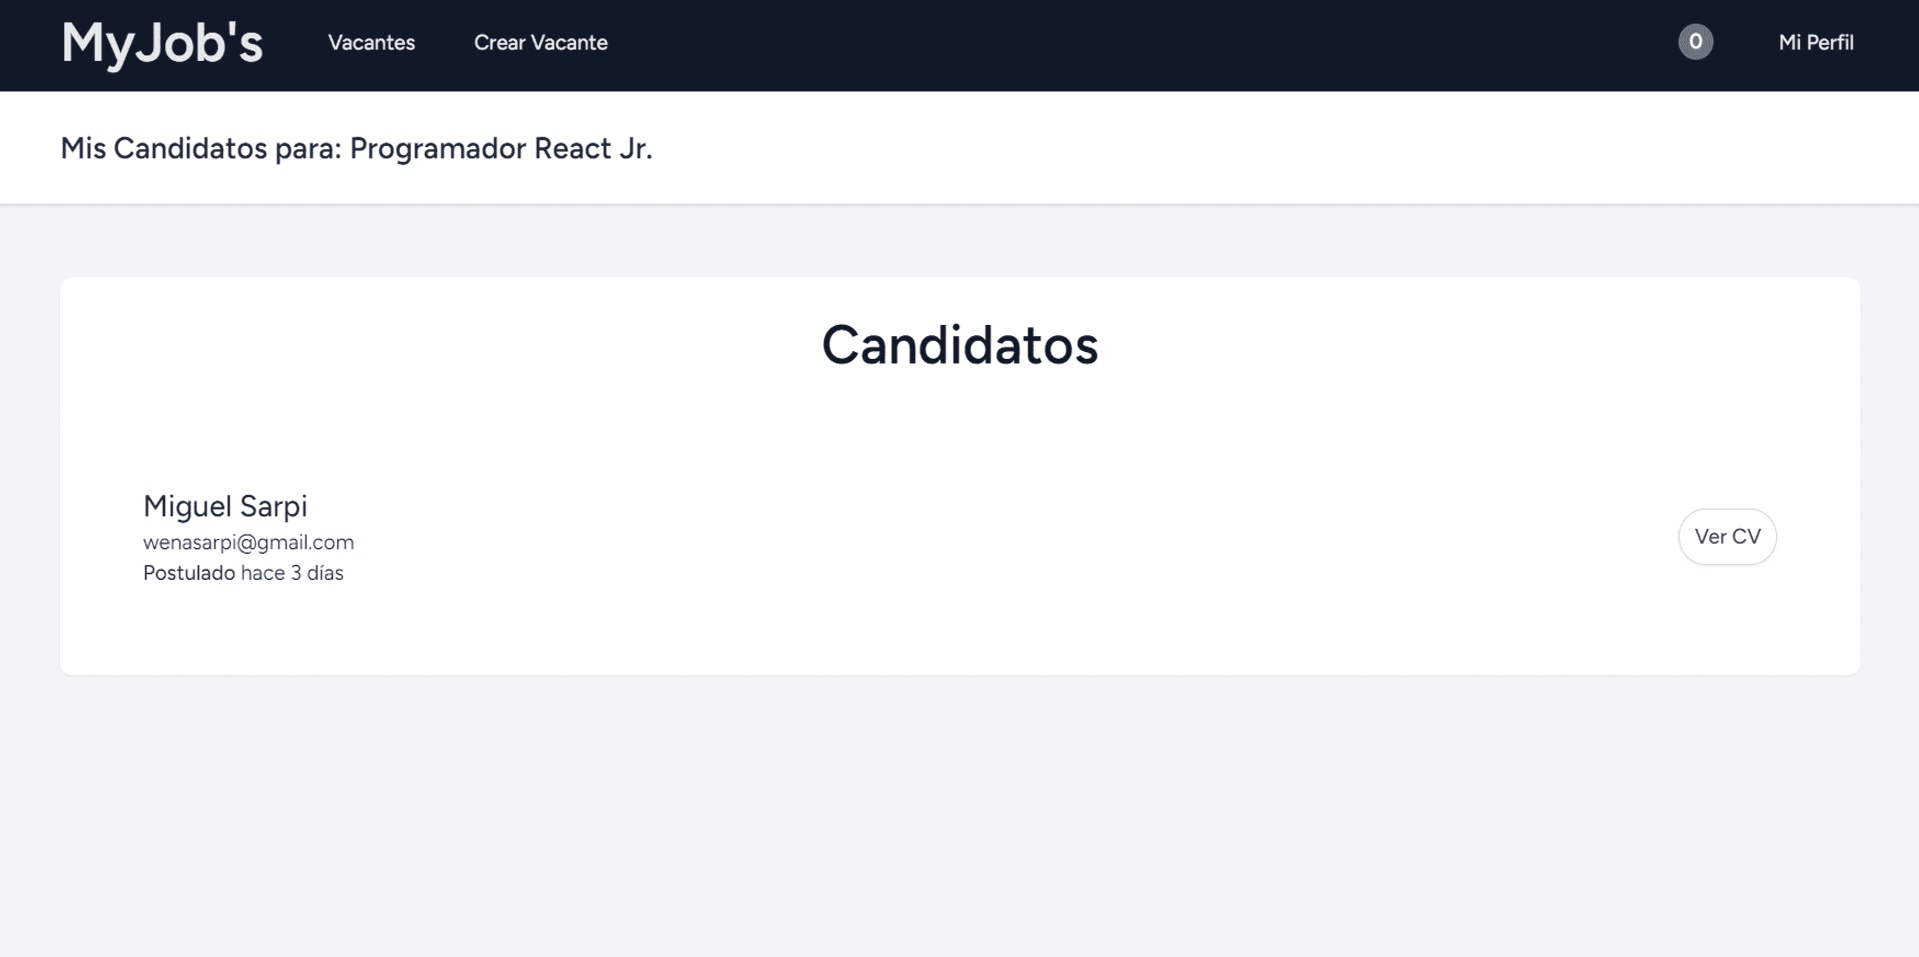 MyJob's
Vacantes
Crear Vacante
0
Mi Perfil
Mis Candidatos para: Programador React Jr.
Candidatos
Miguel Sarpi
wenasarpi@gmail.com
Postulado hace 3 días
Ver CV